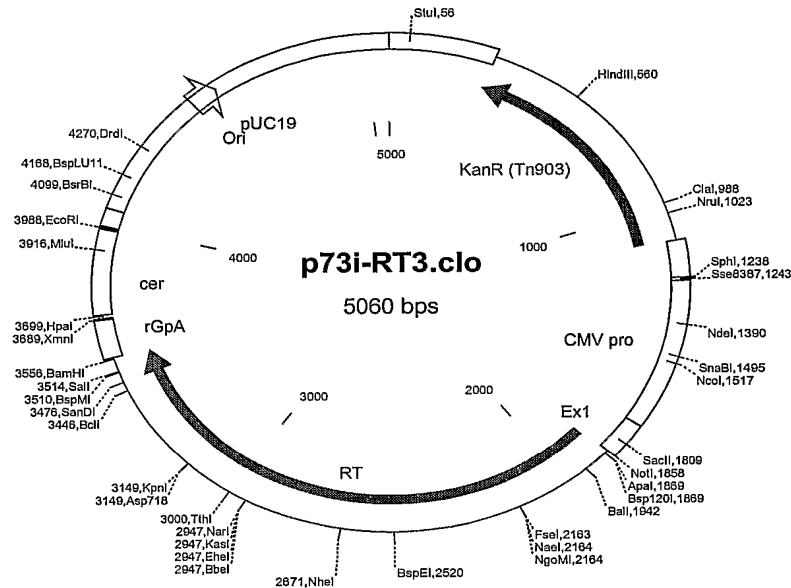 StuI,56
HindIII,560
pUC19
Ori
5000
KanR (Tn903)
4270,DrdI
4168,BspLU11
4099,BsrBI
3988,EcoRI
3916,MluI
ClaI,988
NruI,1023
1000
4000
p73i-RT3.clo
5060 bps
SphI,1238
Sse8387,1243
cer
rGpA
CMV pro
NdeI,1390
SnaBI,1495
NcoI,1517
3699,HpaI
3689,XmnI
3556,BamHI
3514,SalI
3510,BspMI
3476,SanDI
3446,BclI
3000
2000
Ex1
SacII,1809
NotI,1858
ApaI,1869
Bsp120I,1869
BalI,1942
RT
3149,KpnI
3149,Asp718
3000,TthI
2947,NarI
2947,KasI
2947,EheI
2947,BbeI
2671,NheI
BspEI,2520
FseI,2163
NaeI,2164
NgoMI,2164